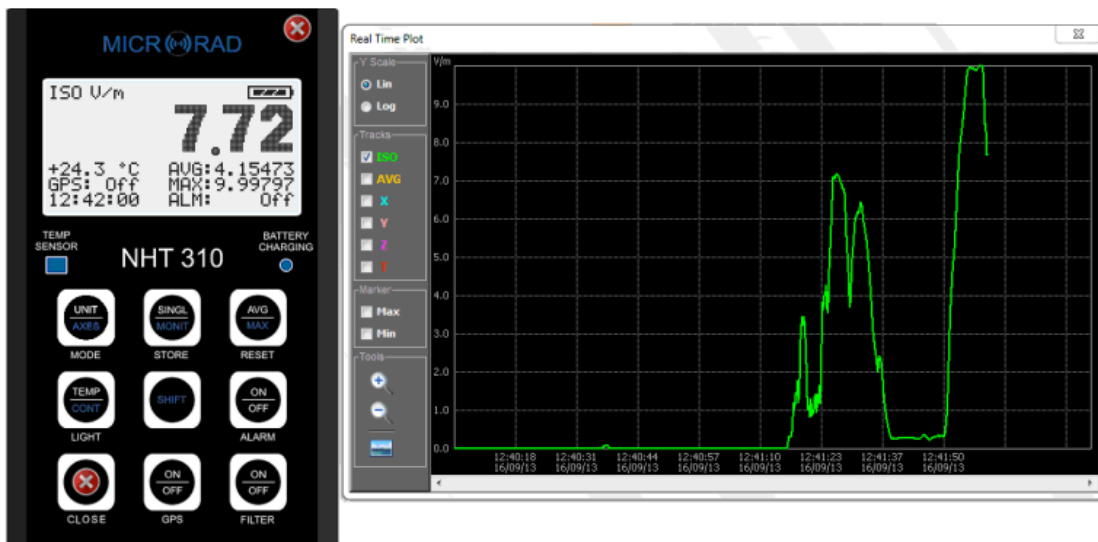 MICRORAD
ISO V/m
7.72
+24.3 °C AVG:4.15473
GPS: Off MAX:9.99797
12:42:00 ALM: Off
TEMP
SENSOR
BATTERY
CHARGING
NHT 310
UNIT
AXES
MODE
SINGL
MONIT
STORE
AVG
MAX
RESET
TEMP
CONT
LIGHT
SHIFT
ON
OFF
ALARM
CLOSE
ON
OFF
GPS
ON
OFF
FILTER
Real Time Plot
Y Scale
Lin
Log
Tracks
ISO
AVG
X
Y
Z
T
Marker
Max
Min
Tools
V/m
9.0
8.0
7.0
6.0
5.0
4.0
3.0
2.0
1.0
0.0
12:40:18 12:40:31 12:40:44 12:40:57 12:41:10 12:41:23 12:41:37 12:41:50
16/09/13 16/09/13 16/09/13 16/09/13 16/09/13 16/09/13 16/09/13 16/09/13